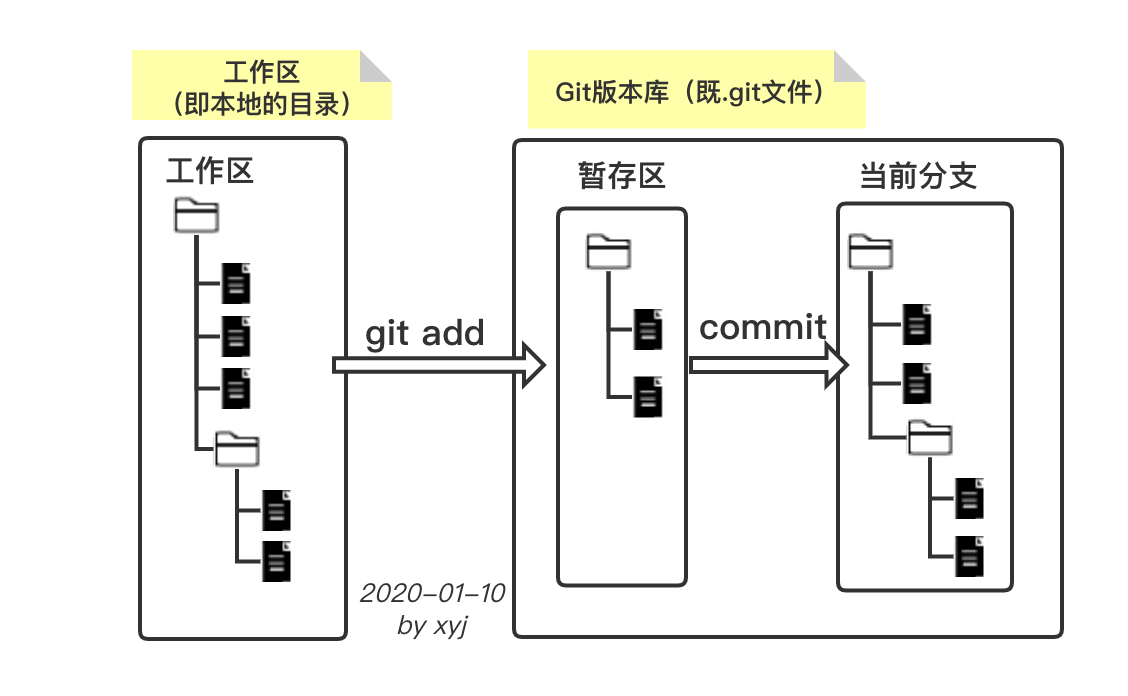 工作区
（即本地的目录）
Git版本库（既.git文件）
工作区
暂存区
当前分支
git add
commit
2020–01–10
by xyj